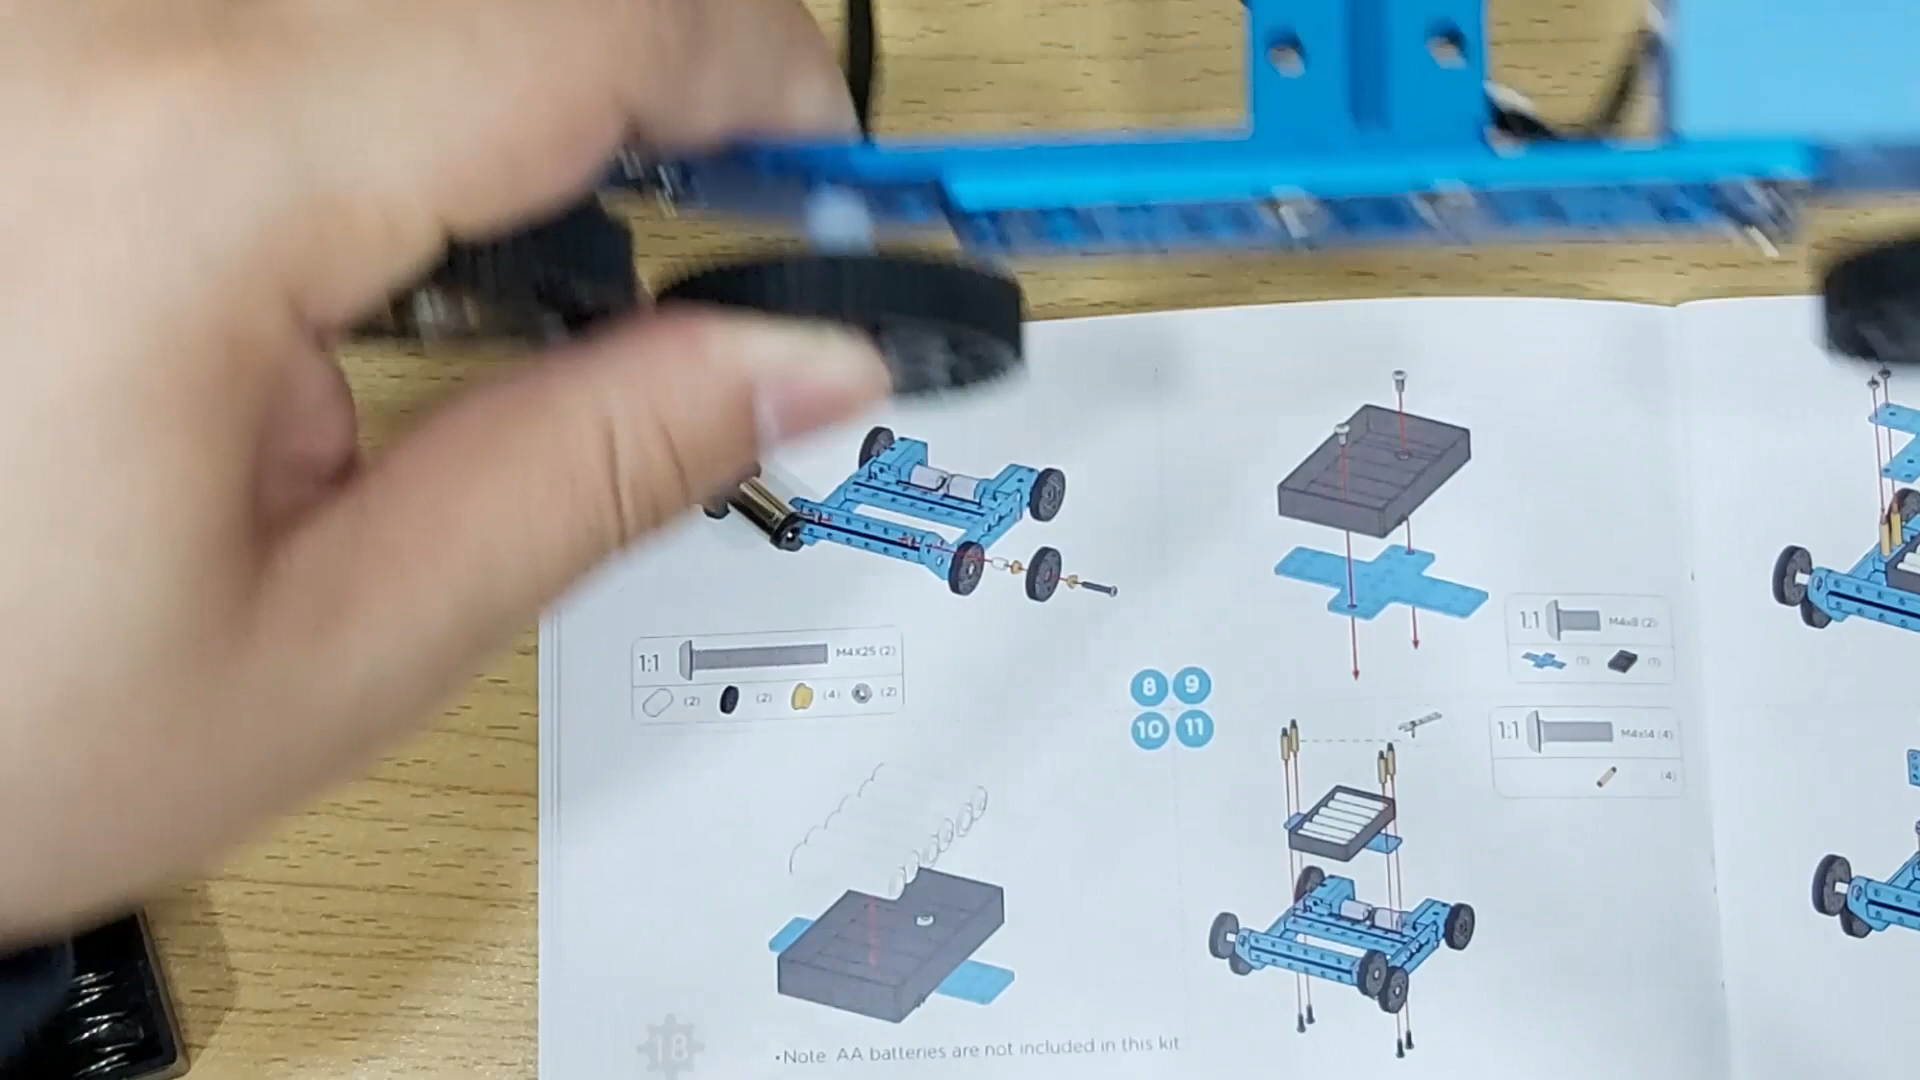 1:1 M4X25 (2)
(2) (2) (4) (2)
8 9
10 11
1:1 M4x8 (2)
(1) (1)
1:1 M4x14 (4)
(4)
18
•Note AA batteries are not included in this kit